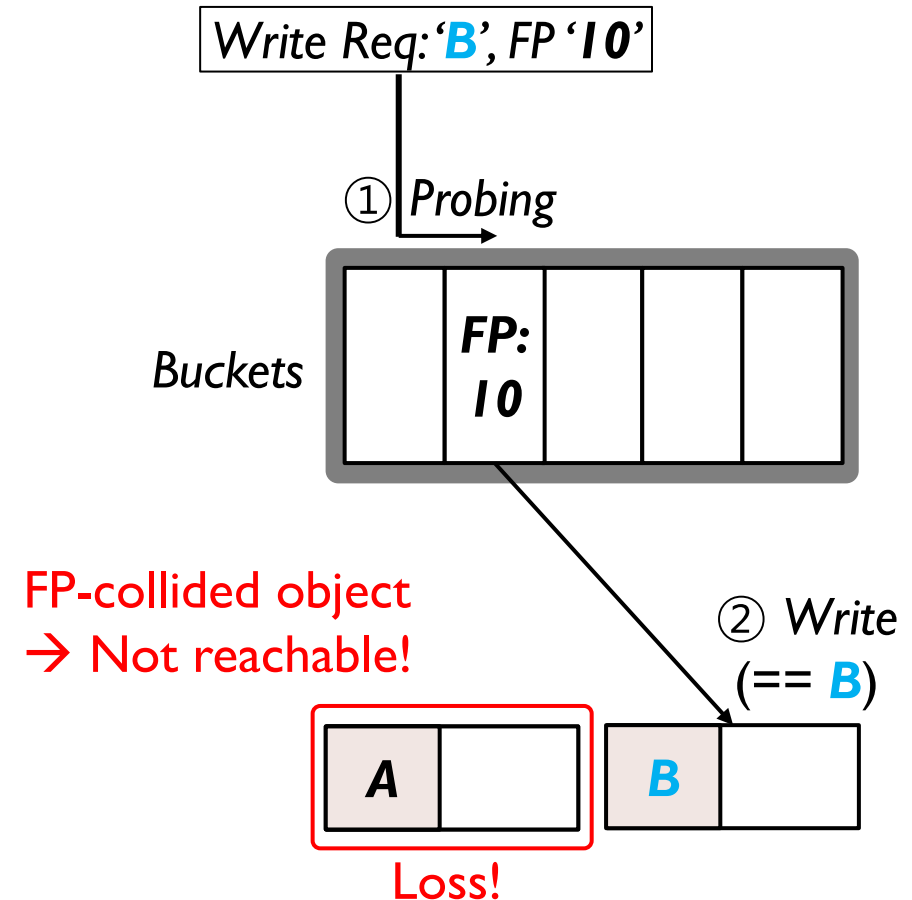 Write Req: ‘B’, FP ‘10’
① Probing
Buckets
FP:
10
FP-collided object
→ Not reachable!
② Write
(== B)
A
B
Loss!